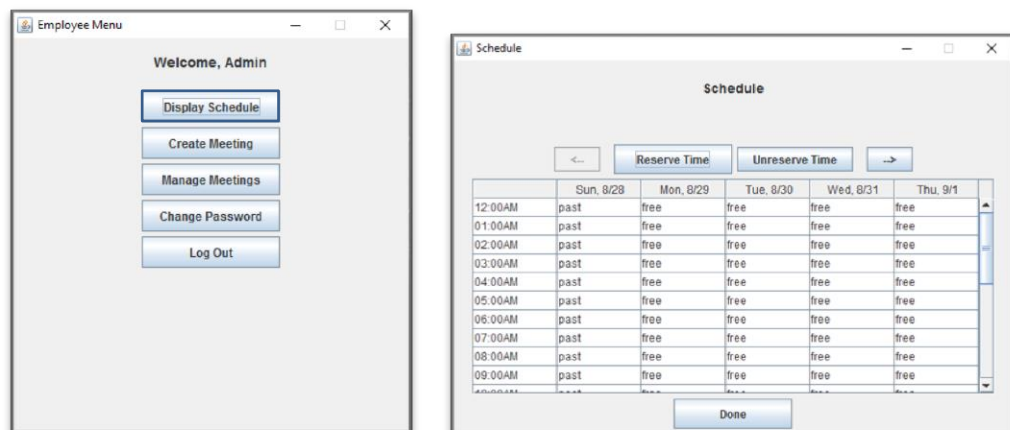 Employee Menu
Welcome, Admin
Display Schedule
Create Meeting
Manage Meetings
Change Password
Log Out
Schedule
Schedule
<-- Reserve Time Unreserve Time -->
Sun, 8/28 Mon, 8/29 Tue, 8/30 Wed, 8/31 Thu, 9/1
12:00AM past free free free free
01:00AM past free free free free
02:00AM past free free free free
03:00AM past free free free free
04:00AM past free free free free
05:00AM past free free free free
06:00AM past free free free free
07:00AM past free free free free
08:00AM past free free free free
09:00AM past free free free free
Done